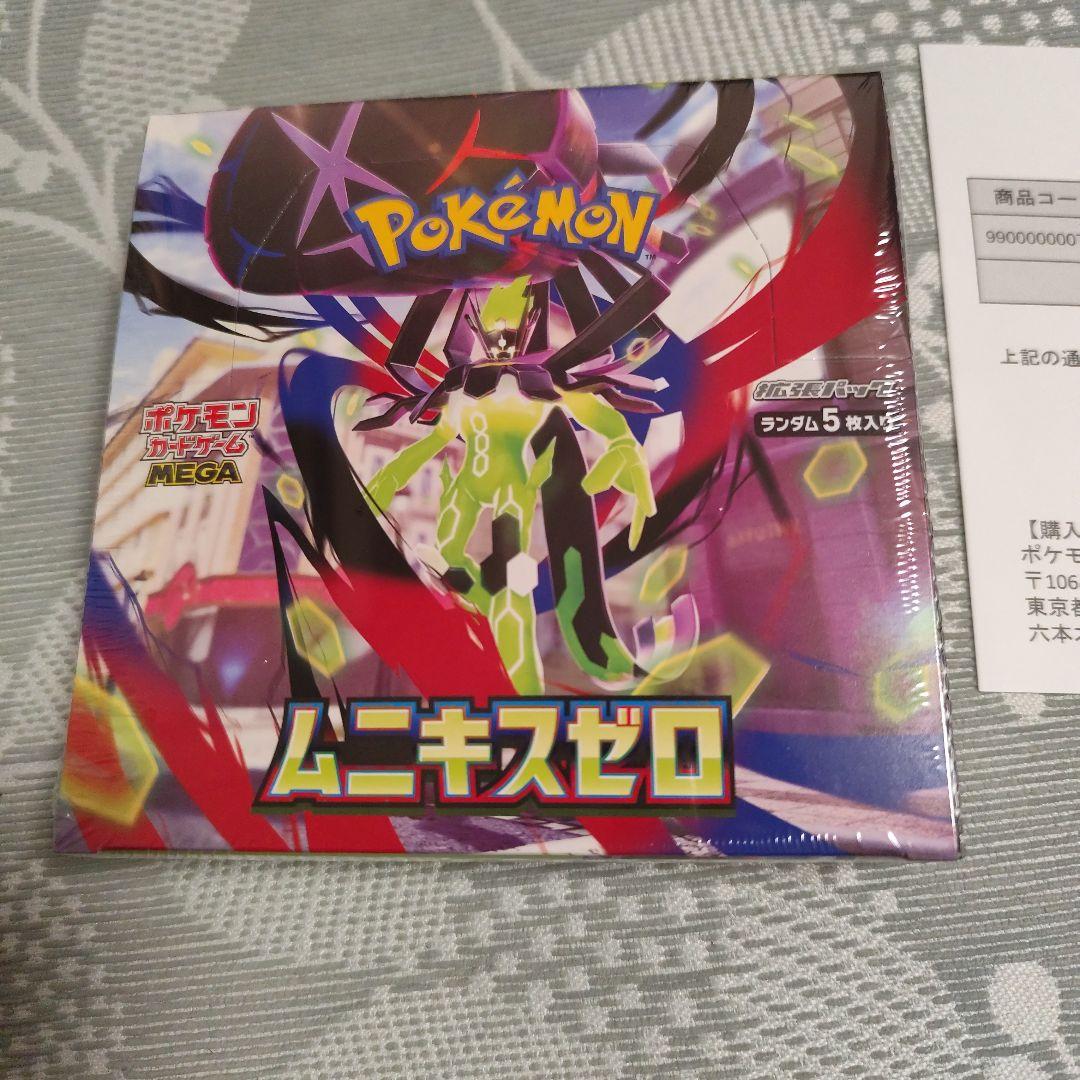 POKéMON
TM
ポケモン
カードゲーム
MEGA
拡張パック
ランダム5枚入り
ムニキスゼロ
商品コー
990000000
上記の通
【購入
ポケモ
〒106
東京都
六本